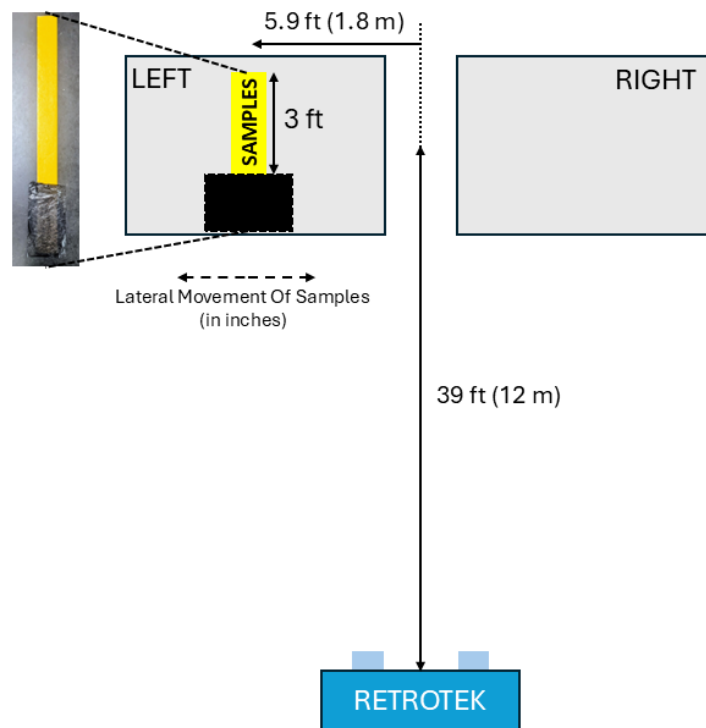 5.9 ft (1.8 m)
LEFT
RIGHT
SAMPLES
3 ft
Lateral Movement Of Samples
(in inches)
39 ft (12 m)
RETROTEK